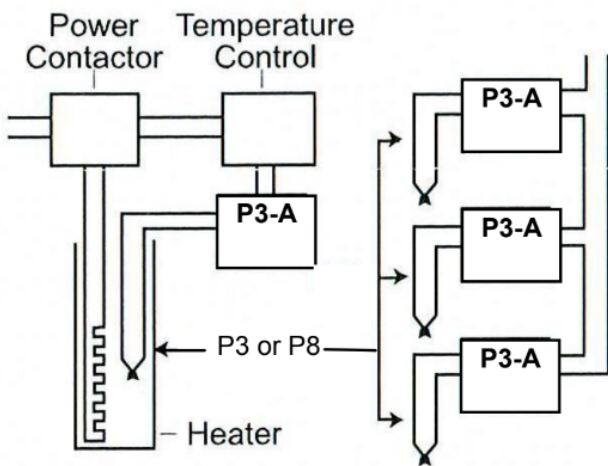 Power
Contactor
Temperature
Control
P3-A
P3 or P8
Heater
P3-A
P3-A
P3-A